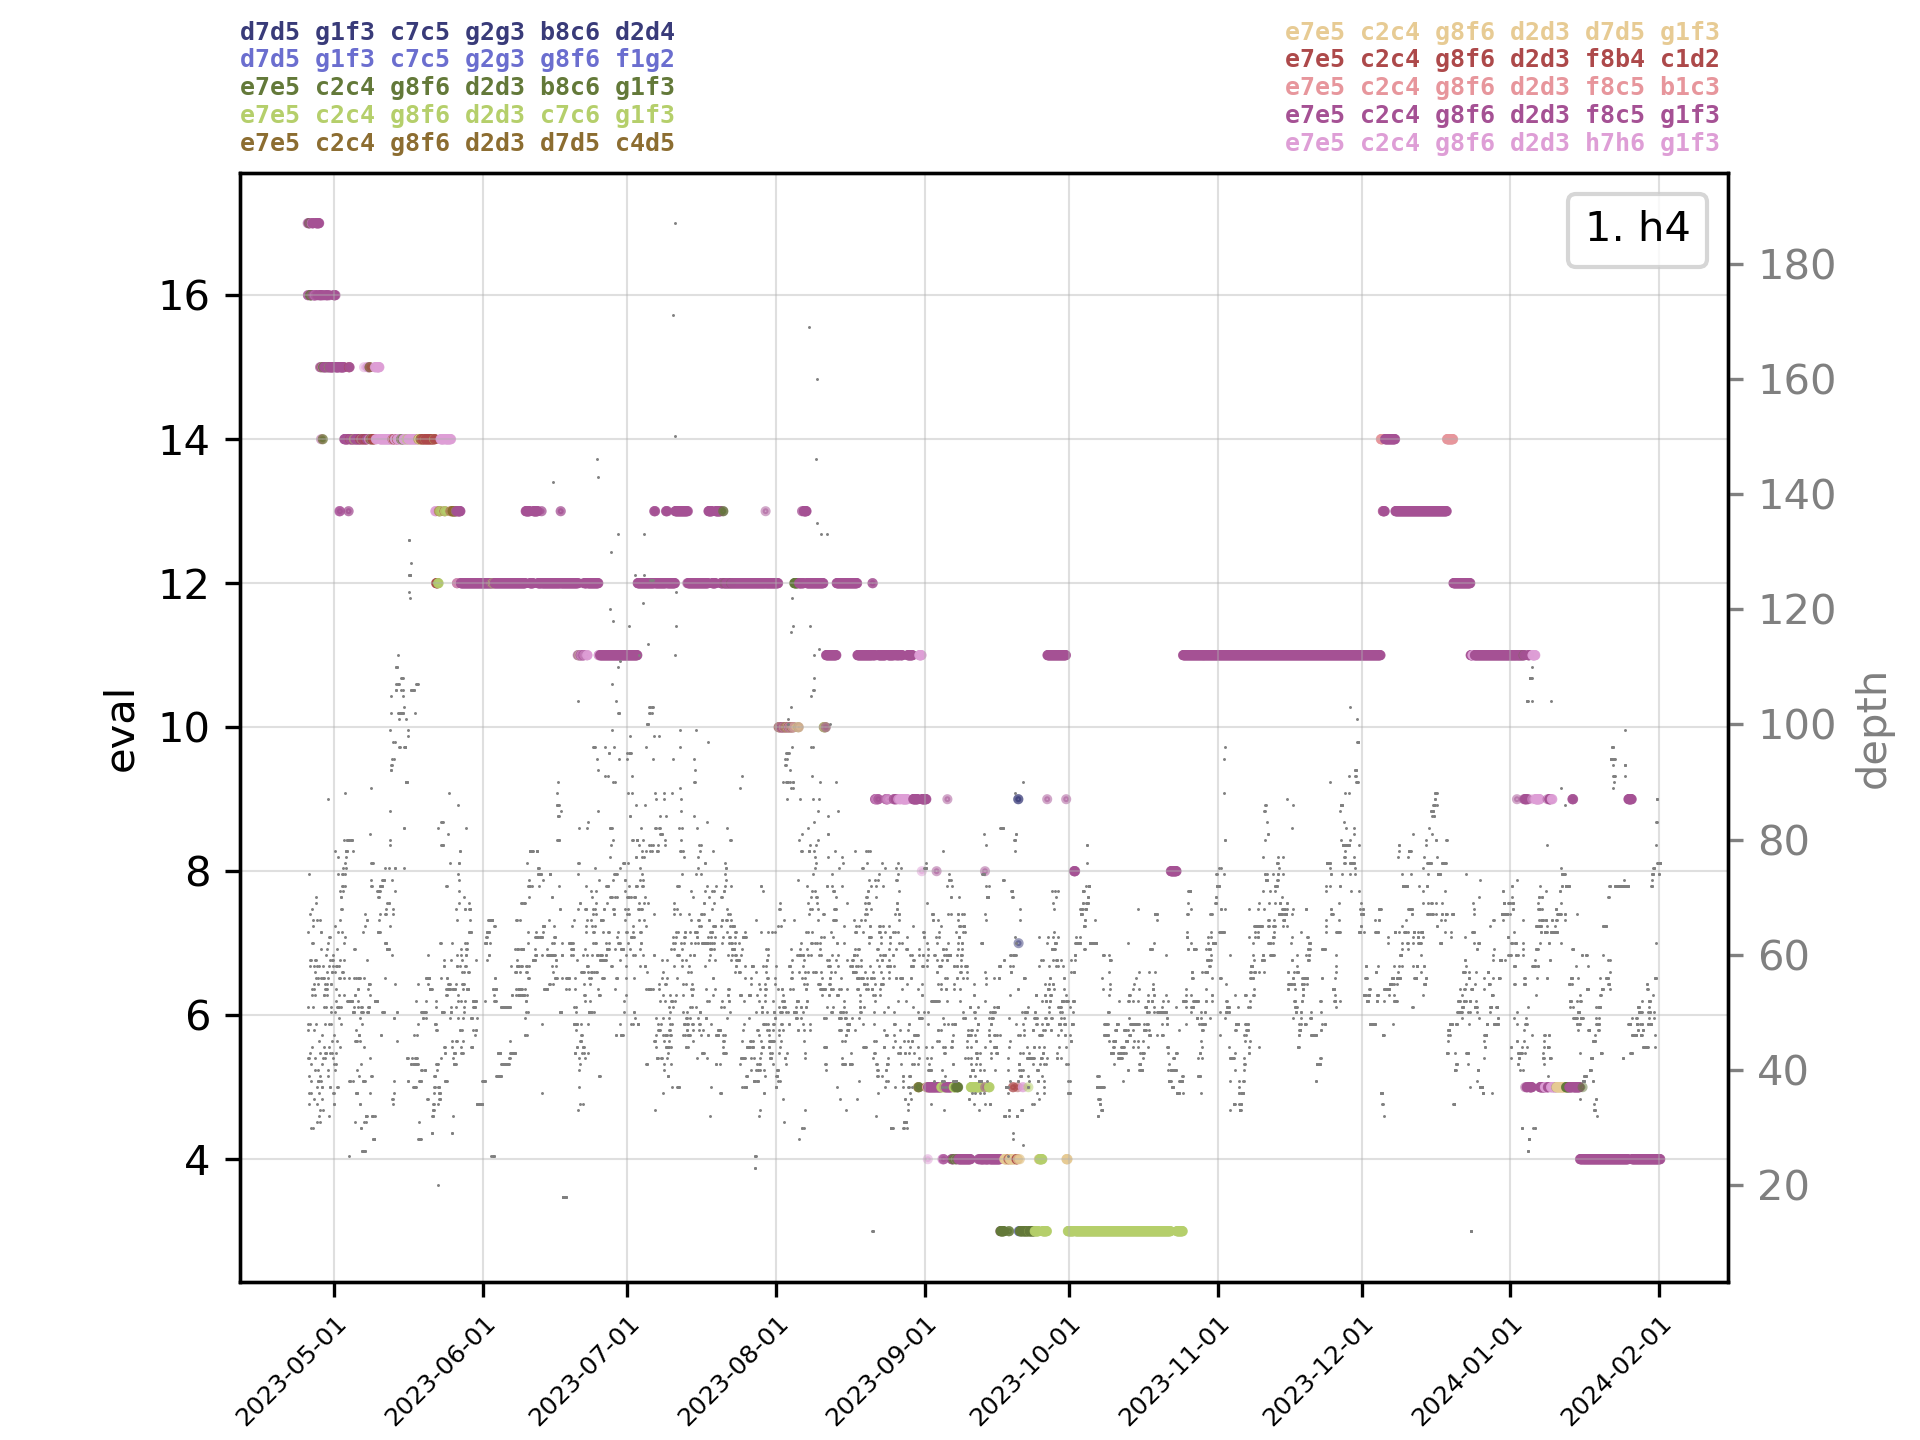 d7d5 g1f3 c7c5 g2g3 b8c6 d2d4
d7d5 g1f3 c7c5 g2g3 g8f6 f1g2
e7e5 c2c4 g8f6 d2d3 b8c6 g1f3
e7e5 c2c4 g8f6 d2d3 c7c6 g1f3
e7e5 c2c4 g8f6 d2d3 d7d5 c4d5
e7e5 c2c4 g8f6 d2d3 d7d5 g1f3
e7e5 c2c4 g8f6 d2d3 f8b4 c1d2
e7e5 c2c4 g8f6 d2d3 f8c5 b1c3
e7e5 c2c4 g8f6 d2d3 f8c5 g1f3
e7e5 c2c4 g8f6 d2d3 h7h6 g1f3
1. h4
eval
16
14
12
10
8
6
4
depth
180
160
140
120
100
80
60
40
20
2023-05-01
2023-06-01
2023-07-01
2023-08-01
2023-09-01
2023-10-01
2023-11-01
2023-12-01
2024-01-01
2024-02-01